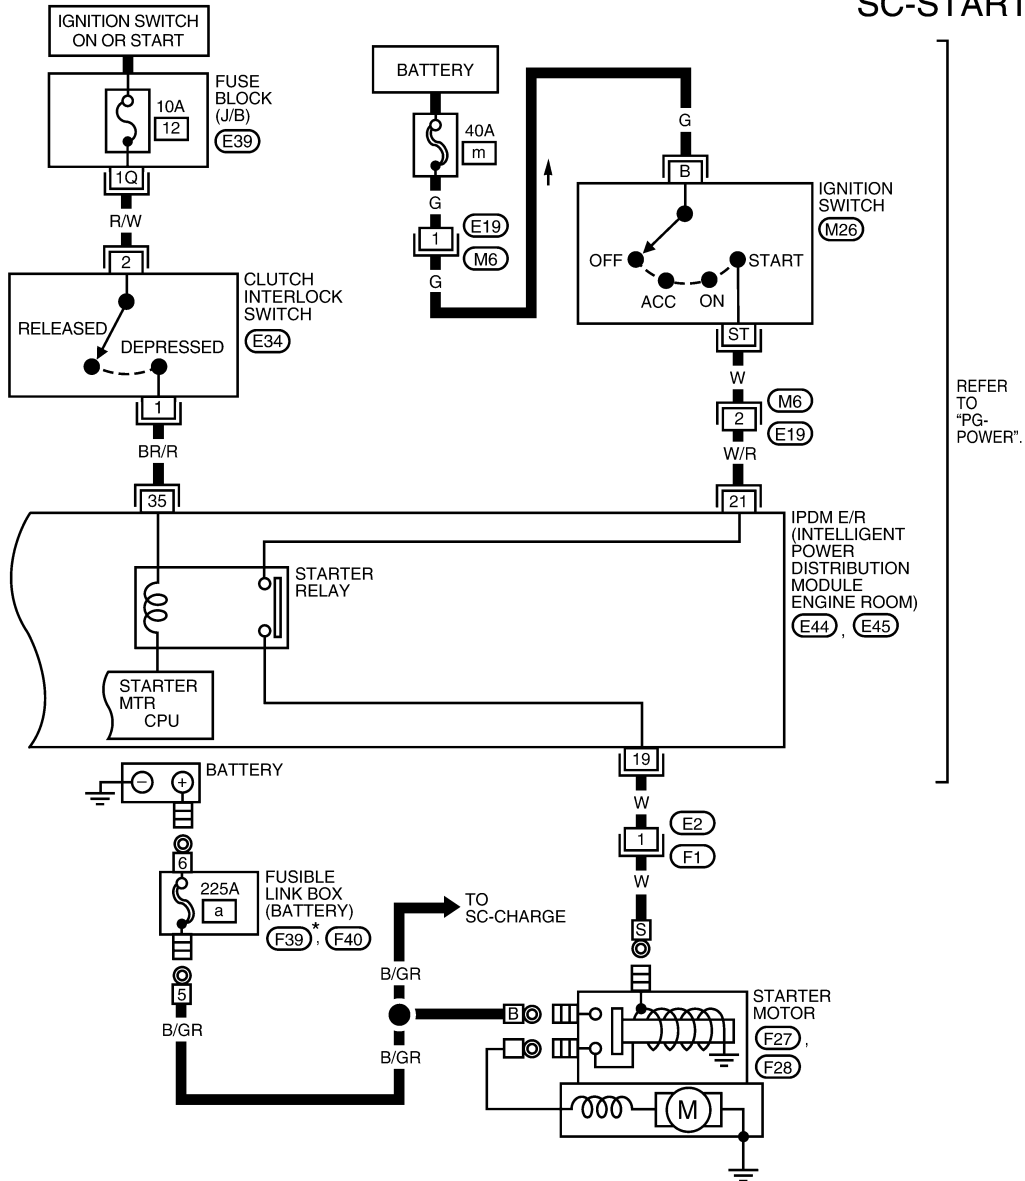 SC-START
IGNITION SWITCH
ON OR START
FUSE
BLOCK
(J/B)
E39
10A
12
1Q
R/W
2
CLUTCH
INTERLOCK
SWITCH
E34
RELEASED
DEPRESSED
1
BR/R
35
BATTERY
40A
m
G
1
E19
M6
G
G
B
IGNITION
SWITCH
M26
OFF
START
ACC
ON
ST
W
2
M6
E19
W/R
21
REFER
TO
“PG-
POWER”.
IPDM E/R
(INTELLIGENT
POWER
DISTRIBUTION
MODULE
ENGINE ROOM)
E44 , E45
STARTER
RELAY
STARTER
MTR
CPU
19
W
1
E2
F1
W
S
BATTERY
– +
6
225A
a
FUSIBLE
LINK BOX
(BATTERY)
F39 *, F40
5
B/GR
TO
SC-CHARGE
B/GR
B/GR
B
STARTER
MOTOR
F27 ,
F28
M